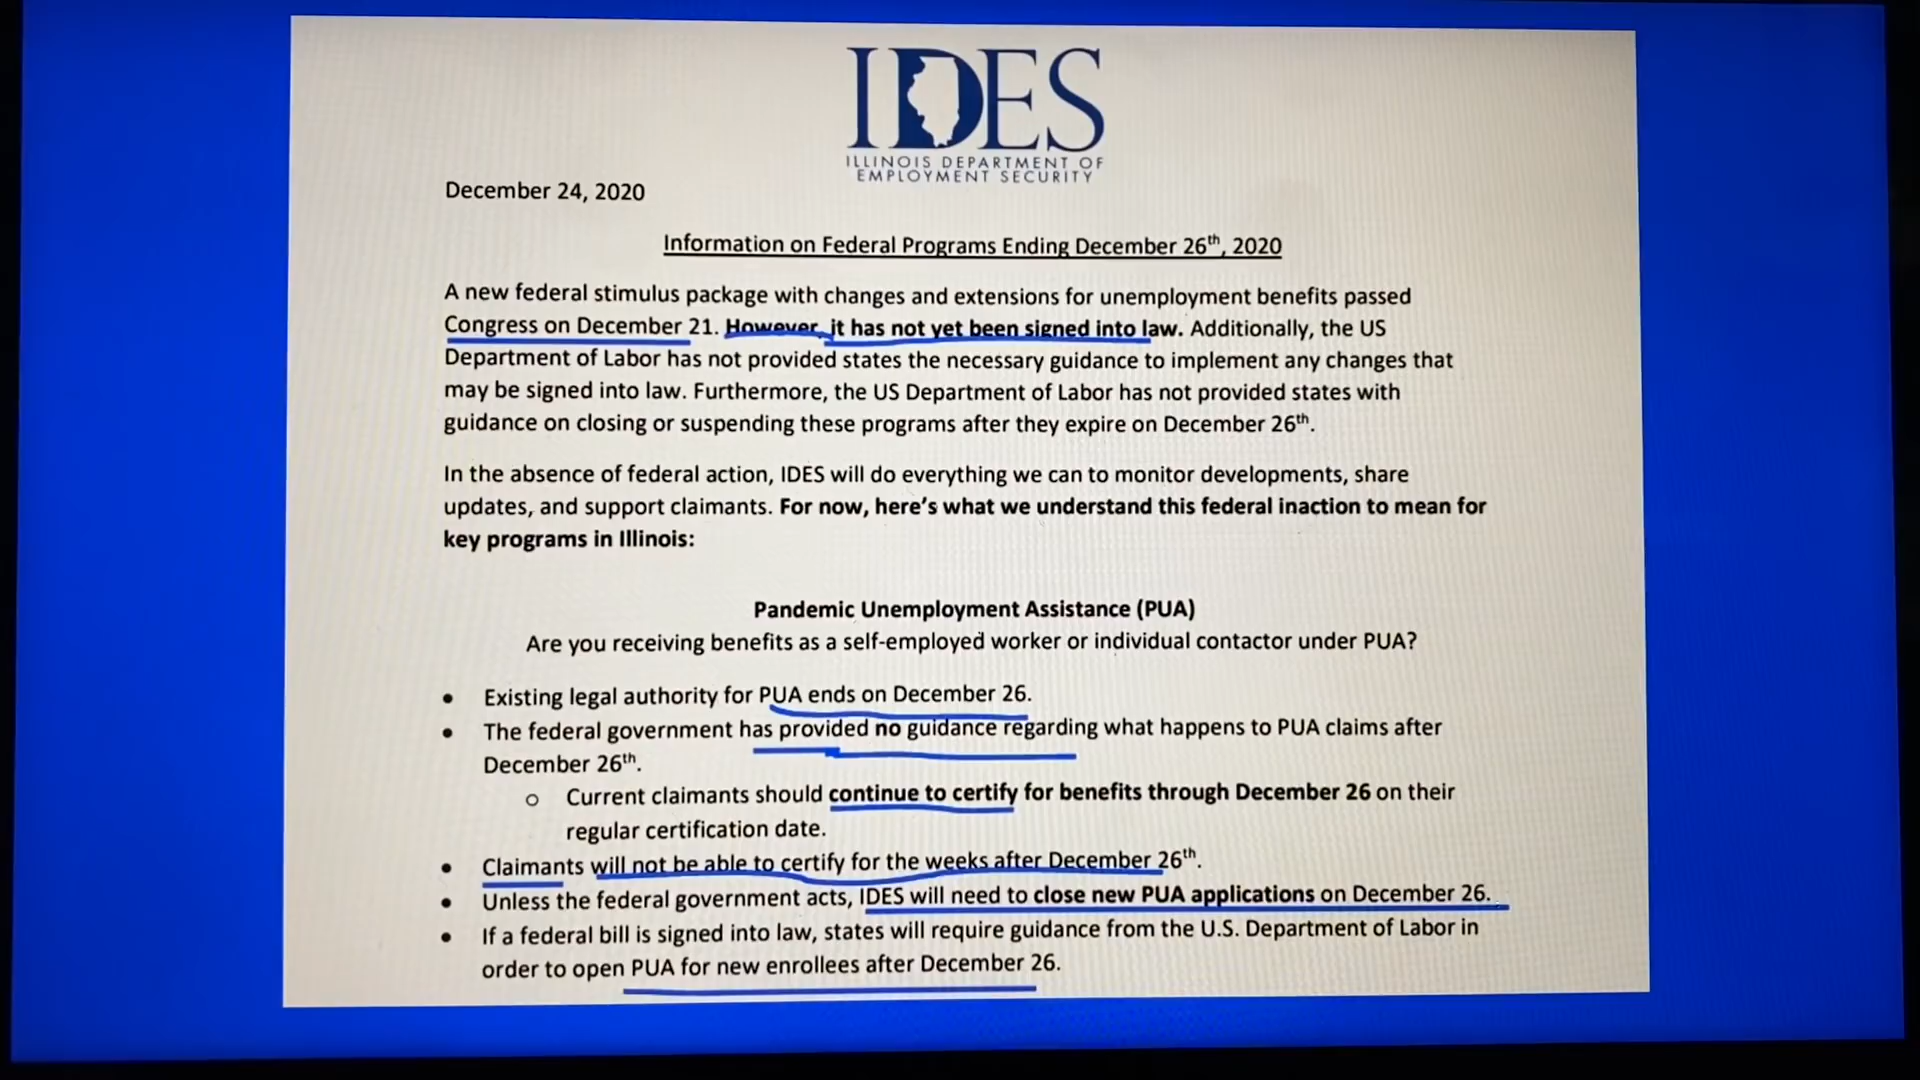 IDES
ILLINOIS DEPARTMENT OF
EMPLOYMENT SECURITY
December 24, 2020
Information on Federal Programs Ending December 26th, 2020
A new federal stimulus package with changes and extensions for unemployment benefits passed
Congress on December 21. However, it has not yet been signed into law. Additionally, the US
Department of Labor has not provided states the necessary guidance to implement any changes that
may be signed into law. Furthermore, the US Department of Labor has not provided states with
guidance on closing or suspending these programs after they expire on December 26th.
In the absence of federal action, IDES will do everything we can to monitor developments, share
updates, and support claimants. For now, here's what we understand this federal inaction to mean for
key programs in Illinois:
Pandemic Unemployment Assistance (PUA)
Are you receiving benefits as a self-employed worker or individual contactor under PUA?
• Existing legal authority for PUA ends on December 26.
• The federal government has provided no guidance regarding what happens to PUA claims after
December 26th.
o Current claimants should continue to certify for benefits through December 26 on their
regular certification date.
• Claimants will not be able to certify for the weeks after December 26th.
• Unless the federal government acts, IDES will need to close new PUA applications on December 26.
• If a federal bill is signed into law, states will require guidance from the U.S. Department of Labor in
order to open PUA for new enrollees after December 26.